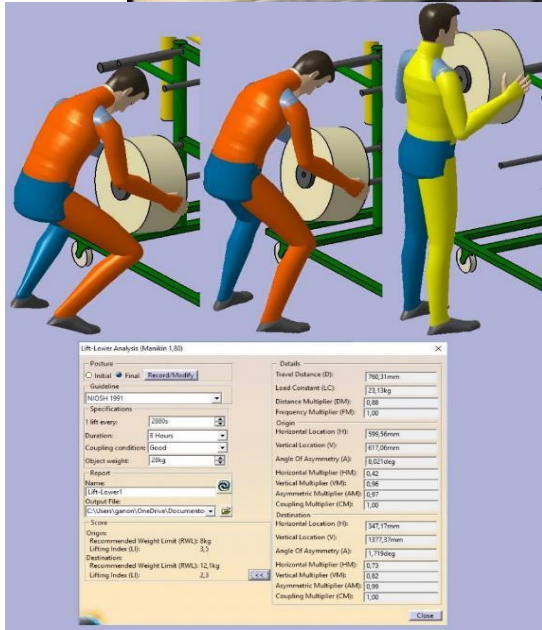 Lift-Lower Analysis (Manikin 1,80)
Posture
Initial Final Record/Modify
Guideline
NIOSH 1991
Specifications
1 lift every: 2880s
Duration: 8 Hours
Coupling condition: Good
Object weight: 28kg
Report
Name:
Lift-Lower1
Output File:
C:\Users\ganon\OneDrive\Documento
Score
Origin:
Recommended Weight Limit (RWL): 8kg
Lifting Index (LI): 3,5
Destination:
Recommended Weight Limit (RWL): 12,1kg
Lifting Index (LI): 2,3
<<
Details
Travel Distance (D): 760,31mm
Load Constant (LC): 23,13kg
Distance Multiplier (DM): 0,88
Frequency Multiplier (FM): 1,00
Origin
Horizontal Location (H): 599,56mm
Vertical Location (V): 617,06mm
Angle Of Asymmetry (A): 8,021deg
Horizontal Multiplier (HM): 0,42
Vertical Multiplier (VM): 0,96
Asymmetric Multiplier (AM): 0,97
Coupling Multiplier (CM): 1,00
Destination
Horizontal Location (H): 347,17mm
Vertical Location (V): 1377,37mm
Angle Of Asymmetry (A): 1,719deg
Horizontal Multiplier (HM): 0,73
Vertical Multiplier (VM): 0,82
Asymmetric Multiplier (AM): 0,99
Coupling Multiplier (CM): 1,00
Close